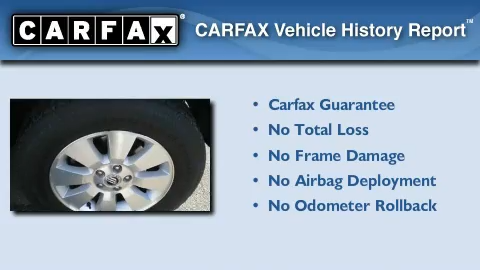 CARFAX® CARFAX Vehicle History Report™
• Carfax Guarantee
• No Total Loss
• No Frame Damage
• No Airbag Deployment
• No Odometer Rollback